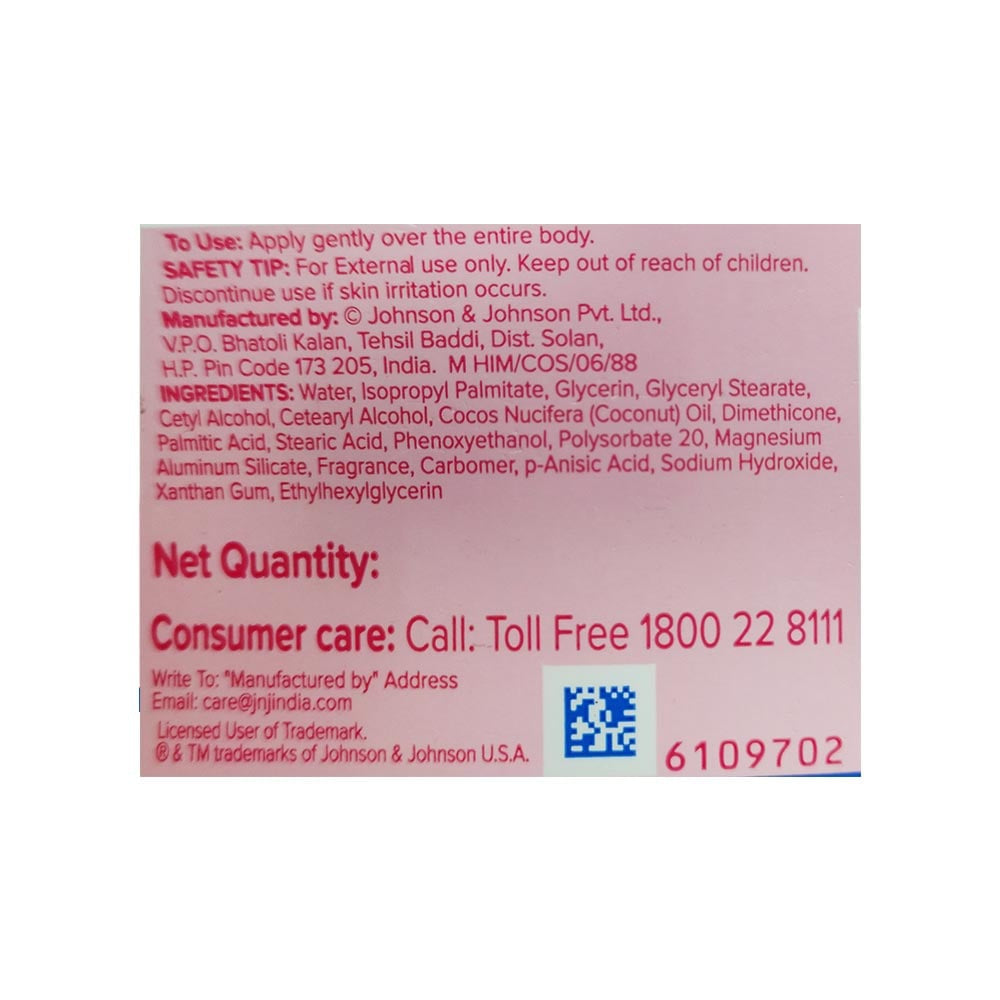 To Use: Apply gently over the entire body.
SAFETY TIP: For External use only. Keep out of reach of children.
Discontinue use if skin irritation occurs.
Manufactured by: © Johnson & Johnson Pvt. Ltd.,
V.P.O. Bhatoli Kalan, Tehsil Baddi, Dist. Solan,
H.P. Pin Code 173 205, India. M HIM/COS/06/88
INGREDIENTS: Water, Isopropyl Palmitate, Glycerin, Glyceryl Stearate,
Cetyl Alcohol, Cetearyl Alcohol, Cocos Nucifera (Coconut) Oil, Dimethicone,
Palmitic Acid, Stearic Acid, Phenoxyethanol, Polysorbate 20, Magnesium
Aluminum Silicate, Fragrance, Carbomer, p-Anisic Acid, Sodium Hydroxide,
Xanthan Gum, Ethylhexylglycerin
Net Quantity:
Consumer care: Call: Toll Free 1800 22 8111
Write To: "Manufactured by" Address
Email: care@jnjindia.com
Licensed User of Trademark.
® & TM trademarks of Johnson & Johnson U.S.A.
6109702